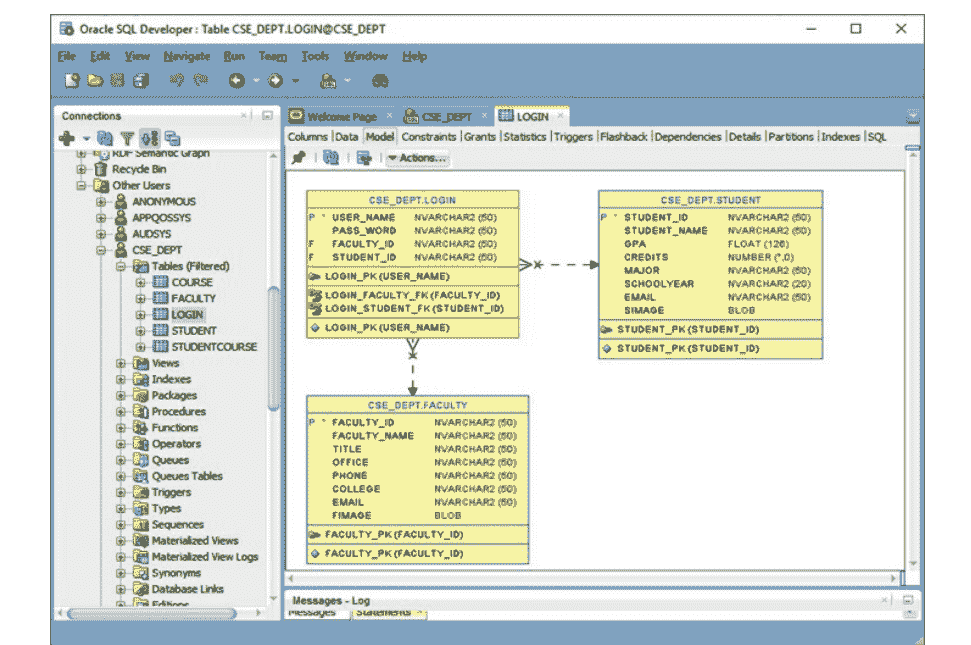 Oracle SQL Developer : Table CSE_DEPT.LOGIN@CSE_DEPT
File Edit View Navigate Run Team Tools Window Help
Connections
RDF Semantic Graph
Recycle Bin
Other Users
ANONYMOUS
APPQOSSYS
AUDSYS
CSE_DEPT
Tables (Filtered)
COURSE
FACULTY
LOGIN
STUDENT
STUDENTCOURSE
Views
Indexes
Packages
Procedures
Functions
Operators
Queues
Queues Tables
Triggers
Types
Sequences
Materialized Views
Materialized View Logs
Synonyms
Database Links
Editions
Welcome Page CSE_DEPT LOGIN
Columns Data Model Constraints Grants Statistics Triggers Flashback Dependencies Details Partitions Indexes SQL
Actions...
CSE_DEPT.LOGIN
P * USER_NAME NVARCHAR2 (50)
PASS_WORD NVARCHAR2 (50)
F FACULTY_ID NVARCHAR2 (50)
F STUDENT_ID NVARCHAR2 (50)
LOGIN_PK (USER_NAME)
LOGIN_FACULTY_FK (FACULTY_ID)
LOGIN_STUDENT_FK (STUDENT_ID)
LOGIN_PK (USER_NAME)
CSE_DEPT.STUDENT
P * STUDENT_ID NVARCHAR2 (50)
STUDENT_NAME NVARCHAR2 (50)
GPA FLOAT (126)
CREDITS NUMBER (*,0)
MAJOR NVARCHAR2 (50)
SCHOOLYEAR NVARCHAR2 (20)
EMAIL NVARCHAR2 (50)
SIMAGE BLOB
STUDENT_PK (STUDENT_ID)
STUDENT_PK (STUDENT_ID)
CSE_DEPT.FACULTY
P * FACULTY_ID NVARCHAR2 (50)
FACULTY_NAME NVARCHAR2 (50)
TITLE NVARCHAR2 (50)
OFFICE NVARCHAR2 (50)
PHONE NVARCHAR2 (50)
COLLEGE NVARCHAR2 (50)
EMAIL NVARCHAR2 (50)
FIMAGE BLOB
FACULTY_PK (FACULTY_ID)
FACULTY_PK (FACULTY_ID)
Messages - Log
Messages Statements